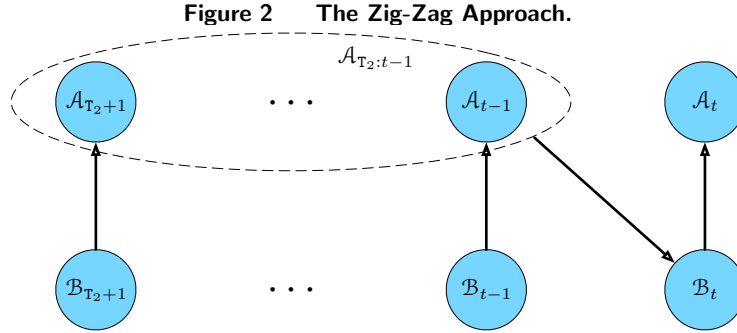 Figure 2 The Zig-Zag Approach.
𝒜_{T₂:t−1}
𝒜_{T₂+1} ⋯ 𝒜_{t−1} 𝒜_t
ℬ_{T₂+1} ⋯ ℬ_{t−1} ℬ_t